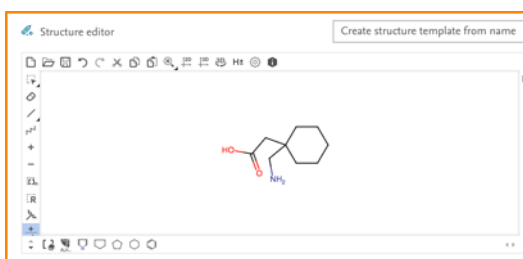 Structure editor
Create structure template from name
H±
HO
O
NH₂
R